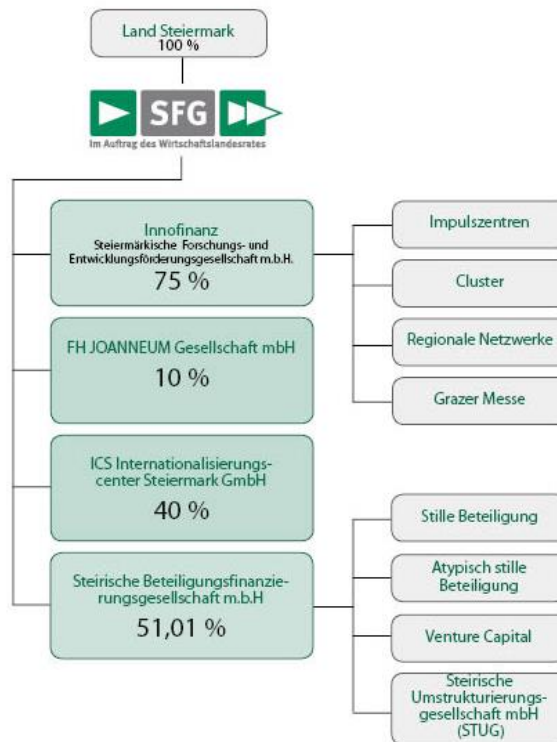 Land Steiermark
100 %
SFG
Im Auftrag des Wirtschaftslandesrates
Innofinanz
Steiermärkische Forschungs- und
Entwicklungsförderungsgesellschaft m.b.H.
75 %
FH JOANNEUM Gesellschaft mbH
10 %
ICS Internationalisierungs-
center Steiermark GmbH
40 %
Steirische Beteiligungsfinanzie-
rungsgesellschaft m.b.H
51,01 %
Impulszentren
Cluster
Regionale Netzwerke
Grazer Messe
Stille Beteiligung
Atypisch stille
Beteiligung
Venture Capital
Steirische
Umstrukturierungs-
gesellschaft mbH
(STUG)